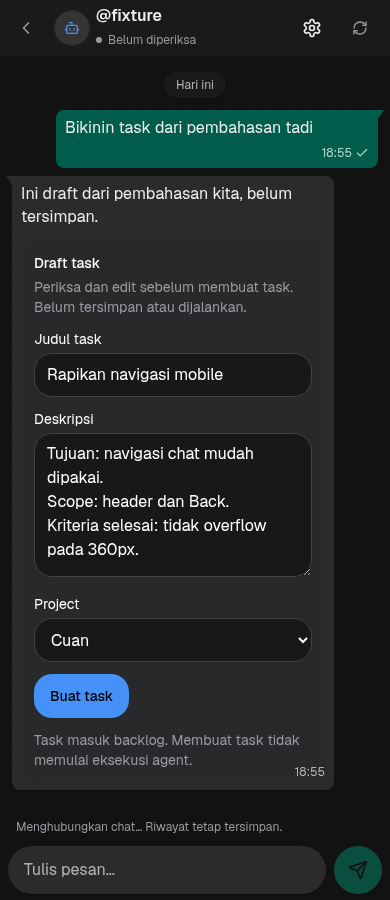 @fixture
Belum diperiksa
Hari ini
Bikinin task dari pembahasan tadi
18:55
Ini draft dari pembahasan kita, belum
tersimpan.
Draft task
Periksa dan edit sebelum membuat task.
Belum tersimpan atau dijalankan.
Judul task
Rapikan navigasi mobile
Deskripsi
Tujuan: navigasi chat mudah
dipakai.
Scope: header dan Back.
Kriteria selesai: tidak overflow
pada 360px.
Project
Cuan
Buat task
Task masuk backlog. Membuat task tidak
memulai eksekusi agent.
18:55
Menghubungkan chat… Riwayat tetap tersimpan.
Tulis pesan…